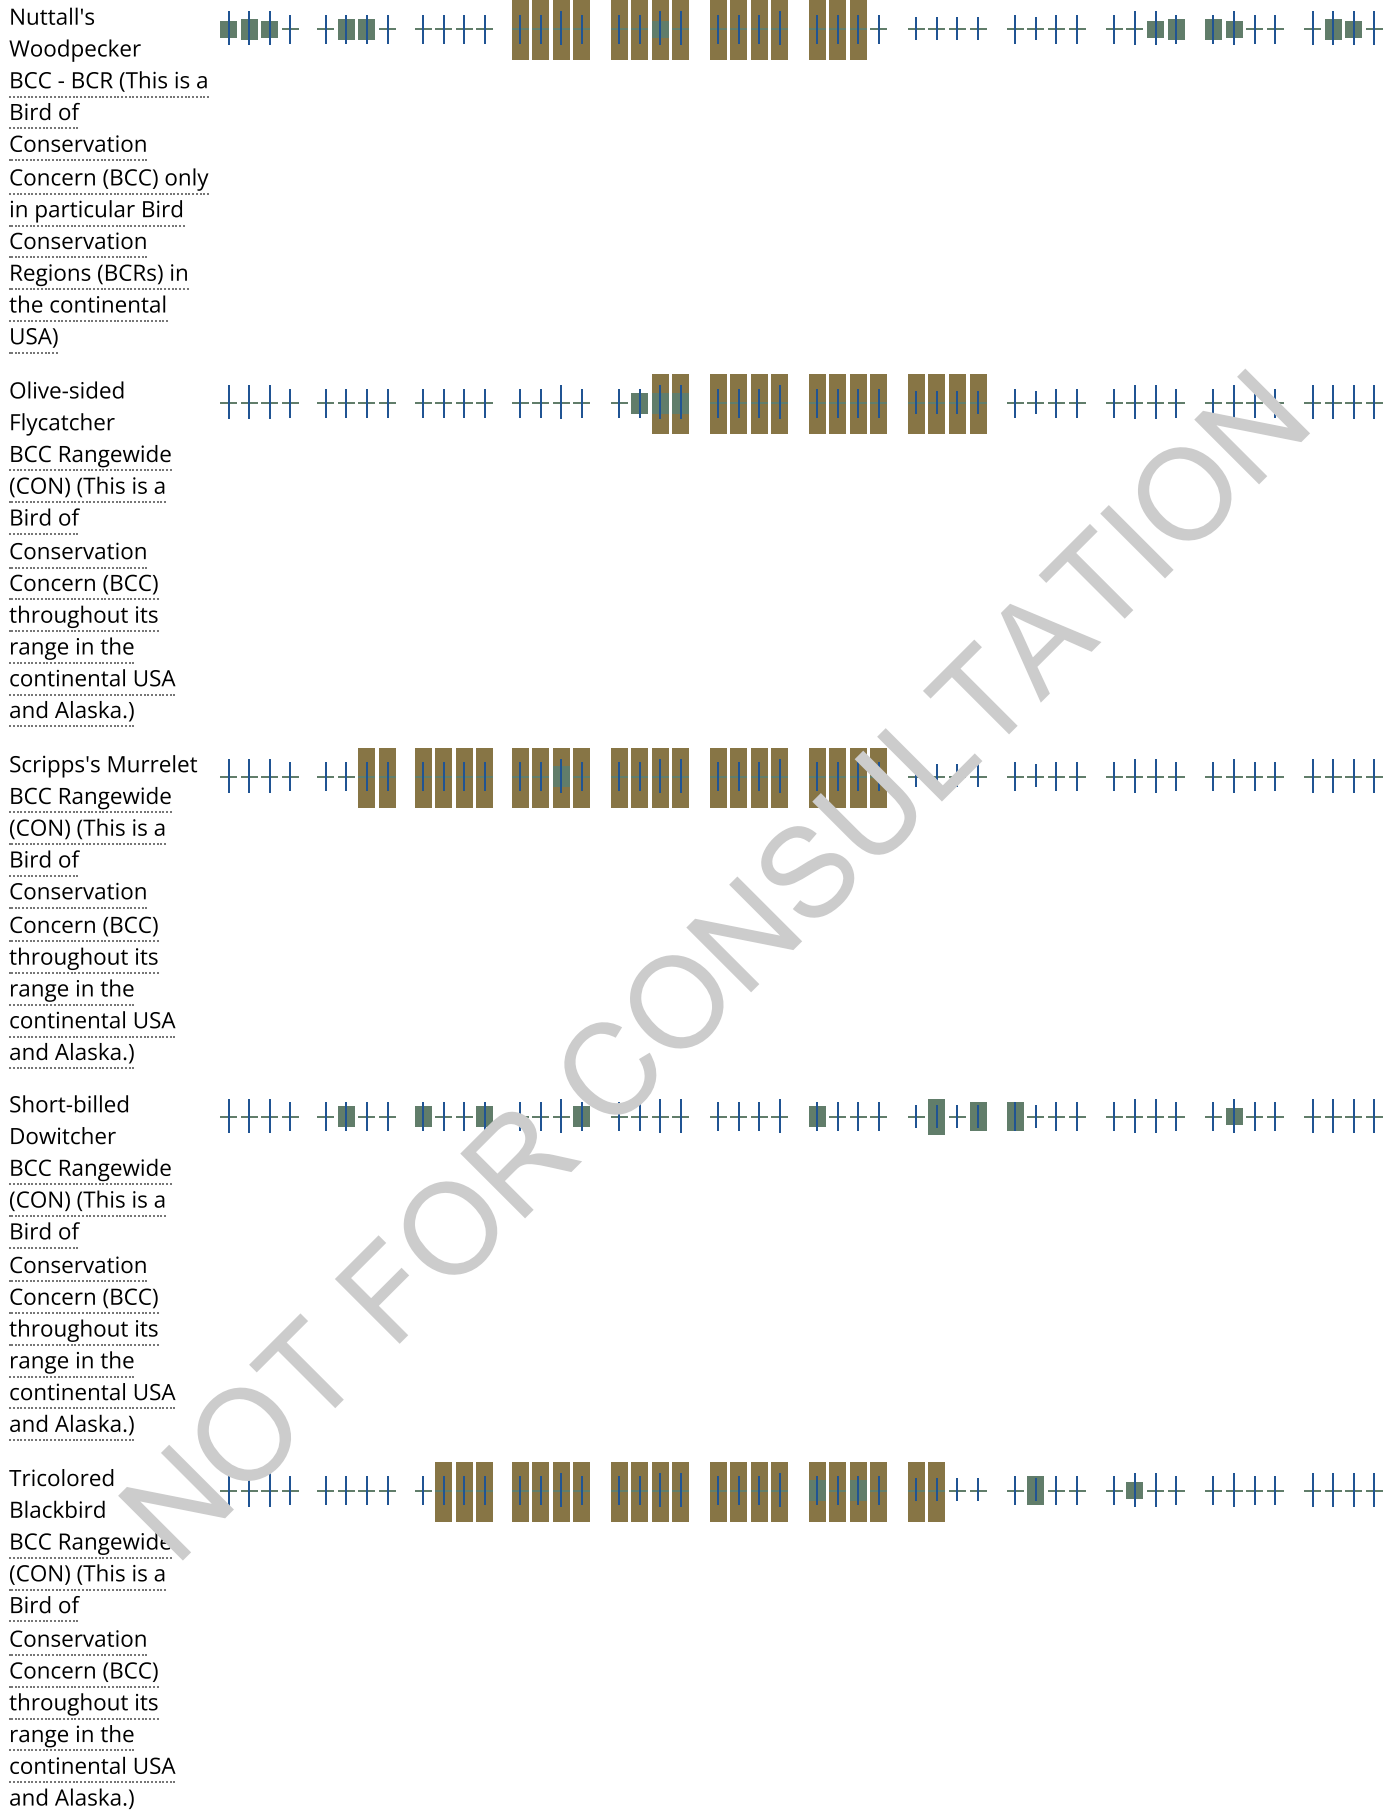 Nuttall's
Woodpecker
BCC - BCR (This is a
Bird of
Conservation
Concern (BCC) only
in particular Bird
Conservation
Regions (BCRs) in
the continental
USA)
Olive-sided
Flycatcher
BCC Rangewide
(CON) (This is a
Bird of
Conservation
Concern (BCC)
throughout its
range in the
continental USA
and Alaska.)
Scripps's Murrelet
BCC Rangewide
(CON) (This is a
Bird of
Conservation
Concern (BCC)
throughout its
range in the
continental USA
and Alaska.)
Short-billed
Dowitcher
BCC Rangewide
(CON) (This is a
Bird of
Conservation
Concern (BCC)
throughout its
range in the
continental USA
and Alaska.)
Tricolored
Blackbird
BCC Rangewide
(CON) (This is a
Bird of
Conservation
Concern (BCC)
throughout its
range in the
continental USA
and Alaska.)
NOT FOR CONSULTATION